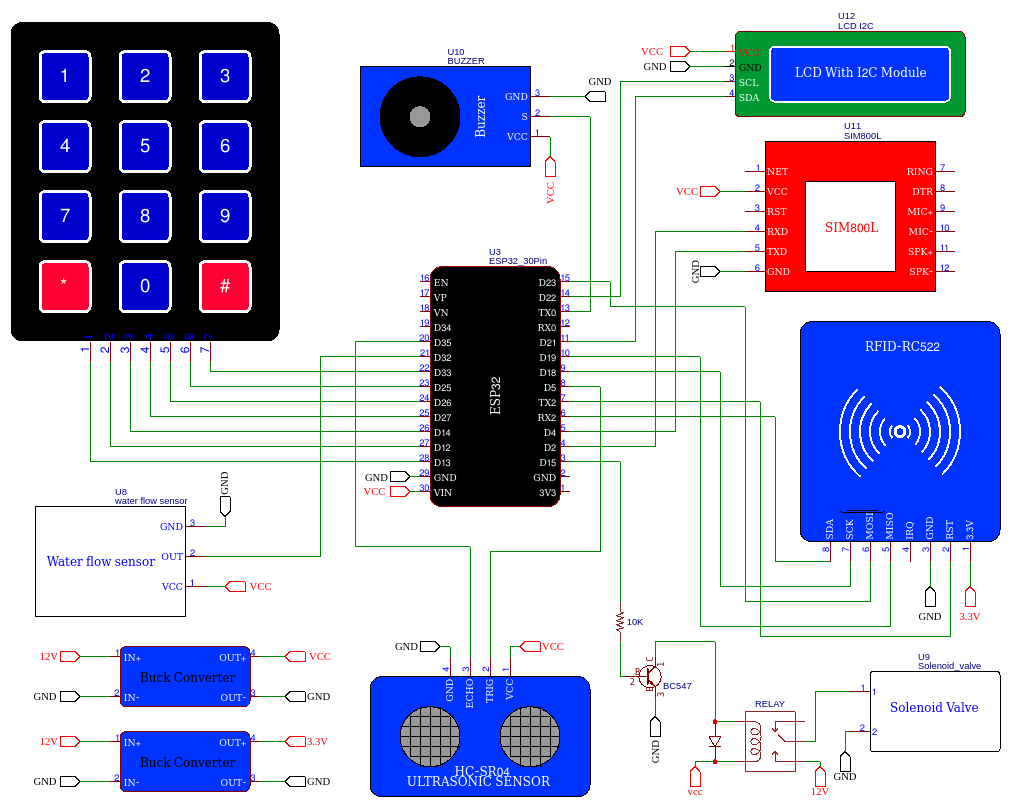 1 2 3
4 5 6
7 8 9
* 0 #
1 2 3 4 5 6 7
1 2 3 4 5 6 7
U10
BUZZER
Buzzer
GND 3
S 2
VCC 1
GND
VCC
U12
LCD I2C
VCC
GND
1 VCC
2 GND
3 SCL
4 SDA
LCD With I2C Module
U11
SIM800L
VCC
GND
1 NET
2 VCC
3 RST
4 RXD
5 TXD
6 GND
SIM800L
RING 7
DTR 8
MIC+ 9
MIC- 10
SPK+ 11
SPK- 12
U3
ESP32_30Pin
ESP32
16 EN
17 VP
18 VN
19 D34
20 D35
21 D32
22 D33
23 D25
24 D26
25 D27
26 D14
27 D12
28 D13
29 GND
30 VIN
D23 15
D22 14
TX0 13
RX0 12
D21 11
D19 10
D18 9
D5 8
TX2 7
RX2 6
D4 5
D2 4
D15 3
GND 2
3V3 1
GND
VCC
RFID-RC522
SDA SCK MOSI MISO IRQ GND RST 3.3V
8 7 6 5 4 3 2 1
GND
3.3V
U8
water flow sensor
Water flow sensor
GND 3
OUT 2
VCC 1
GND
VCC
12V
GND
1 IN+
2 IN-
Buck Converter
OUT+ 4
OUT- 3
VCC
GND
12V
GND
1 IN+
2 IN-
Buck Converter
OUT+ 4
OUT- 3
3.3V
GND
GND
VCC
4 3 2 1
GND ECHO TRIG VCC
HC-SR04
ULTRASONIC SENSOR
10K
BC547
1 C
2 B
3 E
GND
RELAY
vcc
12V
U9
Solenoid_valve
1 1
2 2
Solenoid Valve
GND